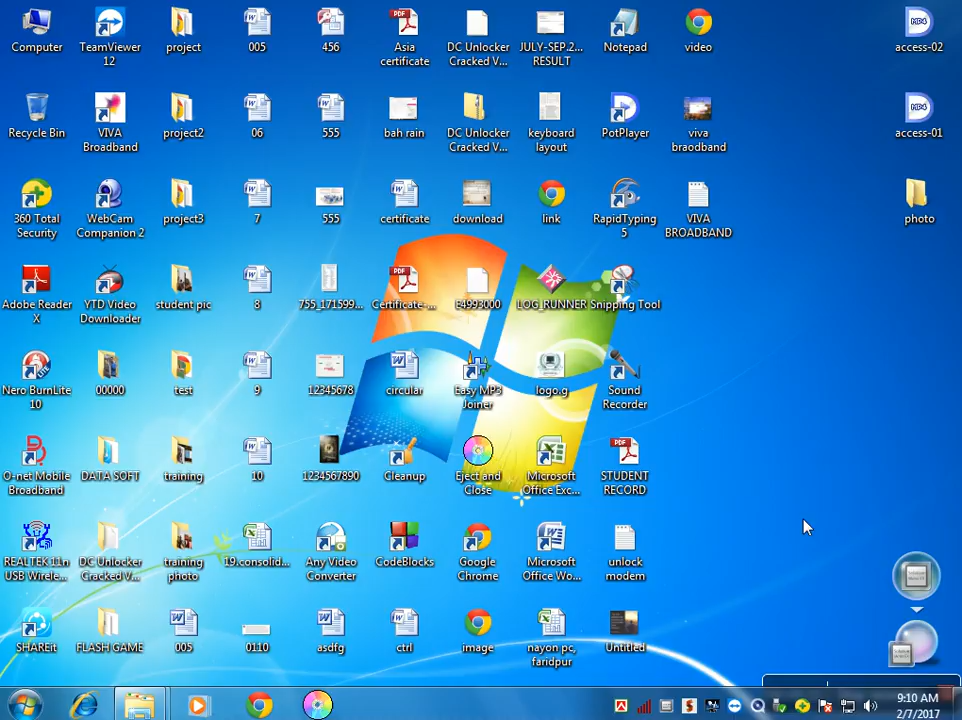 Computer
TeamViewer
12
project
005
456
Asia
certificate
DC Unlocker
Cracked V...
JULY-SEP.2...
RESULT
Notepad
video
access-02
Recycle Bin
VIVA
Broadband
project2
06
555
bah rain
DC Unlocker
Cracked V...
keyboard
layout
PotPlayer
viva
braodband
access-01
360 Total
Security
WebCam
Companion 2
project3
7
555
certificate
download
link
RapidTyping
5
VIVA
BROADBAND
photo
Adobe Reader
X
YTD Video
Downloader
student pic
8
755_171599...
Certificate-...
E4993000
LOG_RUNNER
Snipping Tool
Nero BurnLite
10
00000
test
9
12345678
circular
Easy MP3
Joiner
logo.g
Sound
Recorder
O-net Mobile
Broadband
DATA SOFT
training
10
1234567890
Cleanup
Eject and
Close
Microsoft
Office Exc...
STUDENT
RECORD
REALTEK 11n
USB Wirele...
DC Unlocker
Cracked V...
training
photo
19.consolid...
Any Video
Converter
CodeBlocks
Google
Chrome
Microsoft
Office Wo...
unlock
modem
SHAREit
FLASH GAME
005
0110
asdfg
ctrl
image
nayon pc,
faridpur
Untitled
9:10 AM
2/7/2017